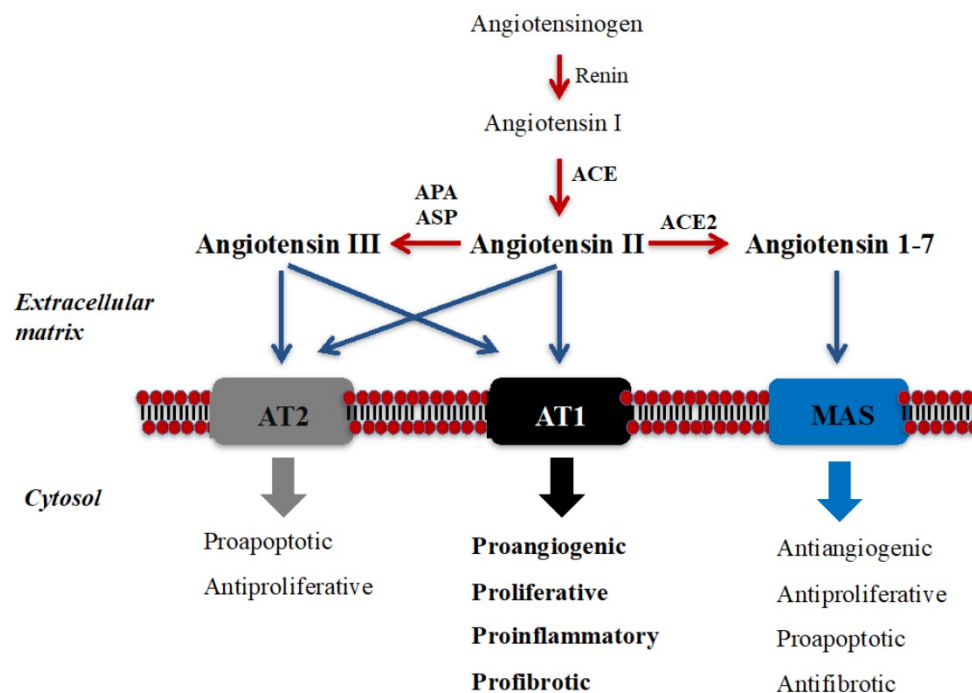 Angiotensinogen
Renin
Angiotensin I
ACE
APA
ASP
ACE2
Angiotensin III
Angiotensin II
Angiotensin 1-7
Extracellular
matrix
AT2
AT1
MAS
Cytosol
Proapoptotic
Antiproliferative
Proangiogenic
Proliferative
Proinflammatory
Profibrotic
Antiangiogenic
Antiproliferative
Proapoptotic
Antifibrotic